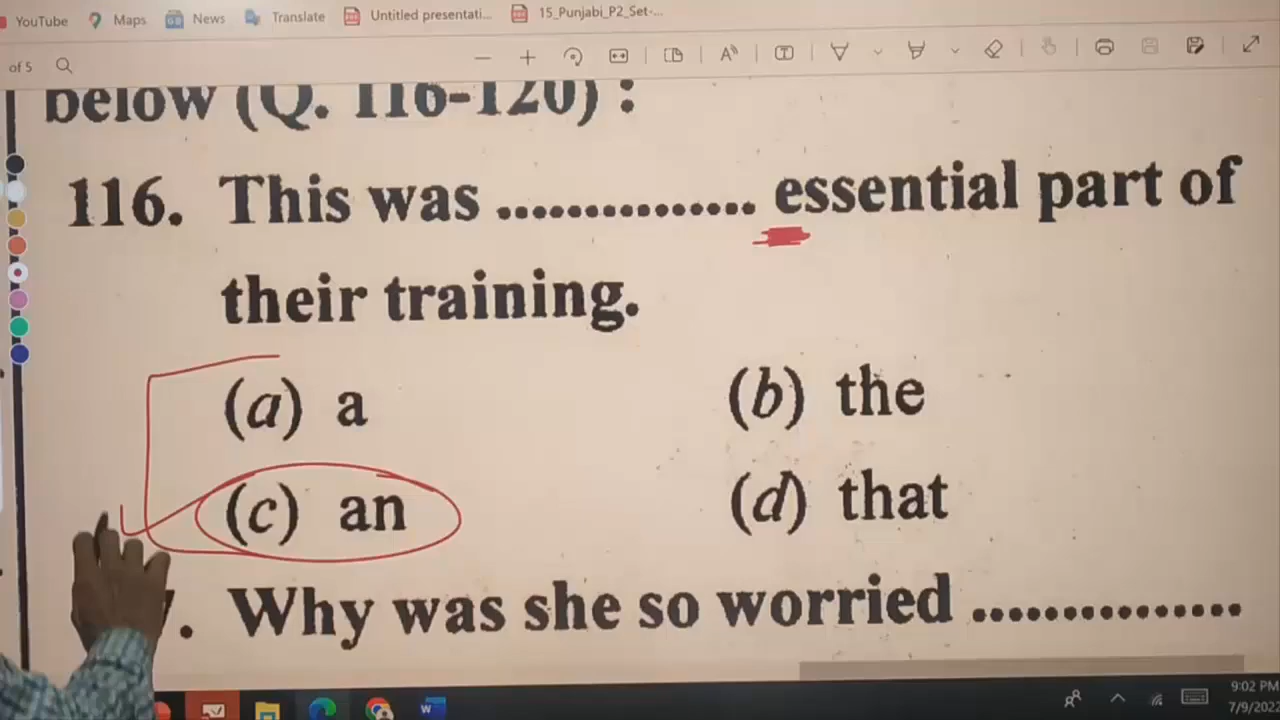 YouTube Maps News Translate Untitled presentati... 15_Punjabi_P2_Set-...
of 5
below (Q. 116-120) :
116. This was ............... essential part of
their training.
(a) a (b) the
(c) an (d) that
. Why was she so worried ...............
9:02 PM